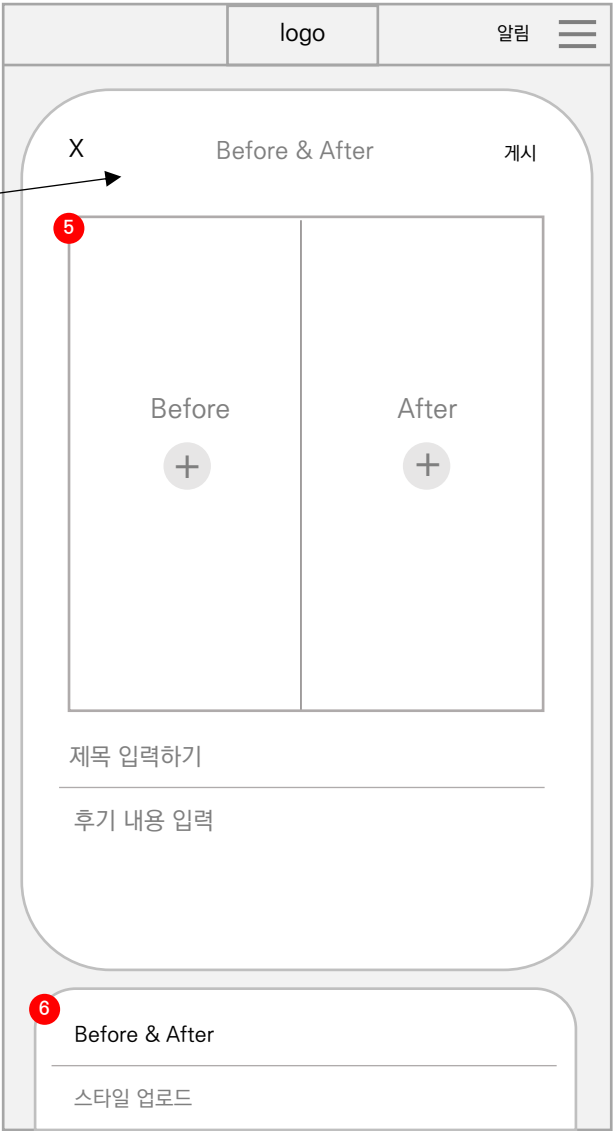 logo 알림
X Before & After 게시
5
Before After
+ +
제목 입력하기
후기 내용 입력
6
Before & After
스타일 업로드